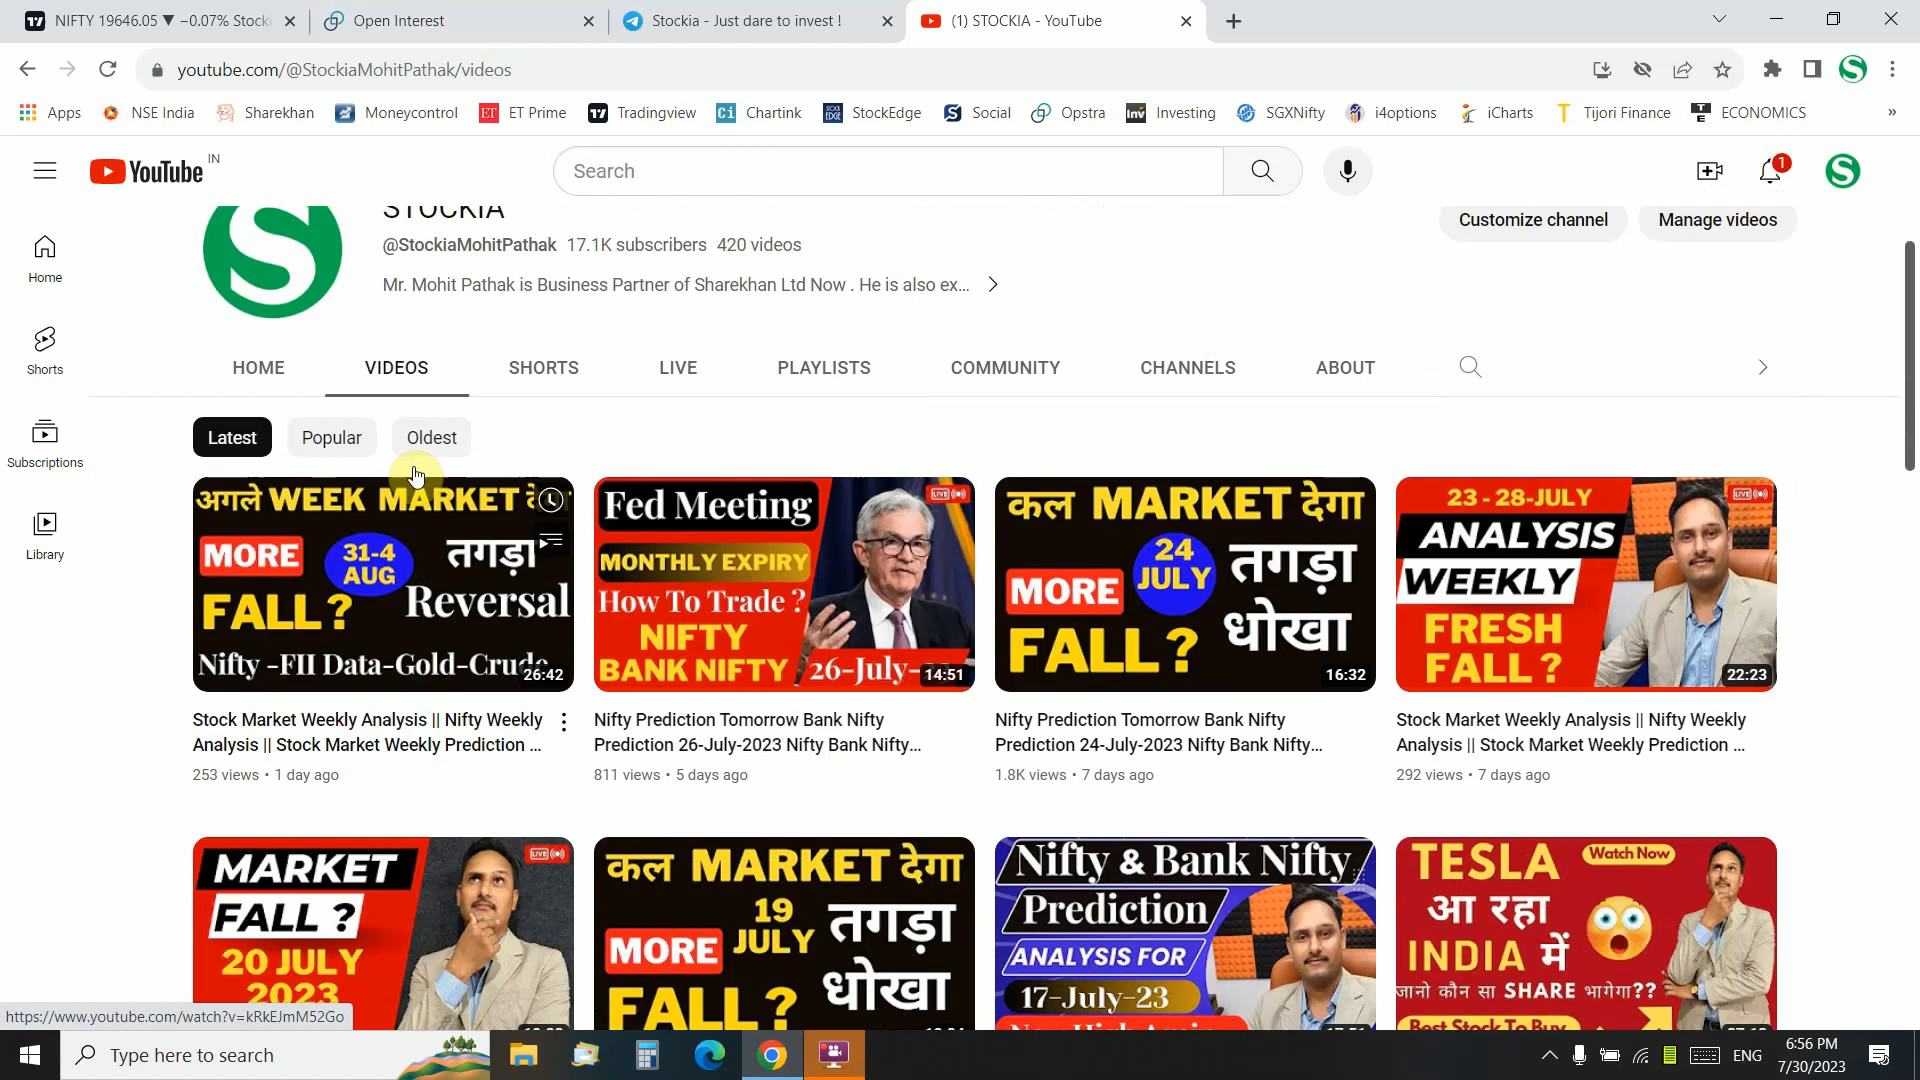 NIFTY 19646.05 ▼ −0.07% Stocki
Open Interest
Stockia - Just dare to invest !
(1) STOCKIA - YouTube
youtube.com/@StockiaMohitPathak/videos
Apps
NSE India
Sharekhan
Moneycontrol
ET Prime
Tradingview
Chartink
StockEdge
Social
Opstra
Investing
SGXNifty
i4options
iCharts
Tijori Finance
ECONOMICS
»
YouTube IN
Search
1
S
Home
Shorts
Subscriptions
Library
STOCKIA
@StockiaMohitPathak 17.1K subscribers 420 videos
Mr. Mohit Pathak is Business Partner of Sharekhan Ltd Now . He is also ex...
Customize channel
Manage videos
HOME
VIDEOS
SHORTS
LIVE
PLAYLISTS
COMMUNITY
CHANNELS
ABOUT
Latest
Popular
Oldest
अगले WEEK MARKET
MORE
31-4
AUG
तगड़ा
FALL?
Reversal
Nifty -FII Data-Gold-Crude
26:42
Stock Market Weekly Analysis || Nifty Weekly
Analysis || Stock Market Weekly Prediction ...
253 views • 1 day ago
Fed Meeting
LIVE
MONTHLY EXPIRY
How To Trade ?
NIFTY
BANK NIFTY
26-July-
14:51
Nifty Prediction Tomorrow Bank Nifty
Prediction 26-July-2023 Nifty Bank Nifty...
811 views • 5 days ago
कल MARKET देगा
24
JULY
तगड़ा
MORE
FALL ?
धोखा
16:32
Nifty Prediction Tomorrow Bank Nifty
Prediction 24-July-2023 Nifty Bank Nifty...
1.8K views • 7 days ago
23 - 28-JULY
LIVE
ANALYSIS
WEEKLY
FRESH
FALL ?
22:23
Stock Market Weekly Analysis || Nifty Weekly
Analysis || Stock Market Weekly Prediction ...
292 views • 7 days ago
MARKET
LIVE
FALL ?
20 JULY
2023
कल MARKET देगा
19
JULY
तगड़ा
MORE
FALL ?
धोखा
Nifty & Bank Nifty
Prediction
ANALYSIS FOR
17-July-23
TESLA
Watch Now
आ रहा
INDIA में
जानो कौन सा SHARE भागेगा??
Best Stock To Buy
https://www.youtube.com/watch?v=kRkEJmM52Go
Type here to search
ENG
6:56 PM
7/30/2023